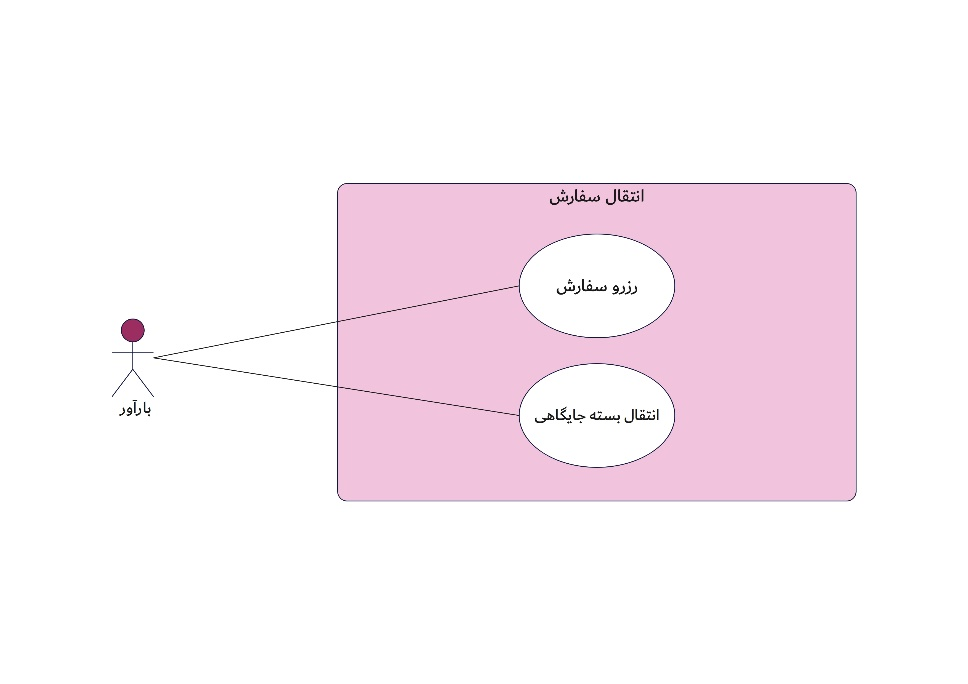 انتقال سفارش
رزرو سفارش
انتقال بسته جایگاهی
بارآور